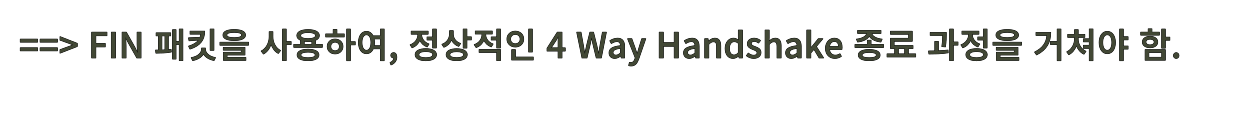 ==> FIN 패킷을 사용하여, 정상적인 4 Way Handshake 종료 과정을 거쳐야 함.